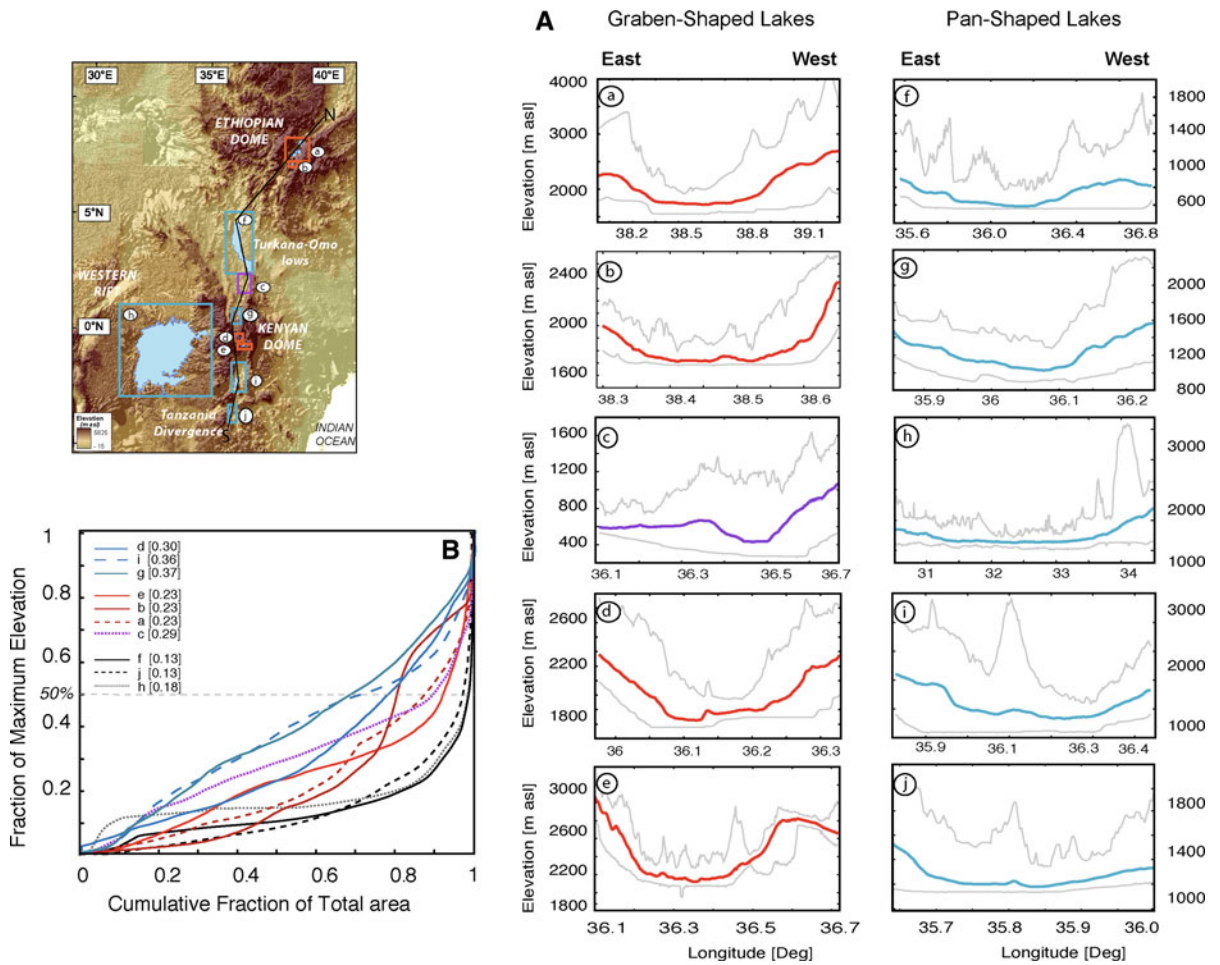 A
Graben-Shaped Lakes
Pan-Shaped Lakes
East
West
East
West
30°E
35°E
40°E
N
ETHIOPIAN
DOME
a
b
5°N
f
Turkana-Omo
lows
WESTERN
RIFT
c
h
0°N
g
KENYAN
DOME
d
e
i
Tanzania
Divergence
j
S
INDIAN
OCEAN
Elevation
(m asl)
5825
- 15
a
4000
3000
2000
Elevation [m asl]
38.2
38.5
38.8
39.1
f
1800
1400
1000
600
35.6
36.0
36.4
36.8
b
2400
2000
1600
Elevation [m asl]
38.3
38.4
38.5
38.6
g
2000
1600
1200
800
35.9
36
36.1
36.2
c
1600
1200
800
400
Elevation [m asl]
36.1
36.3
36.5
36.7
h
3000
2000
1000
31
32
33
34
d
2600
2200
1800
Elevation [m asl]
36
36.1
36.2
36.3
i
3000
2000
1000
35.9
36.1
36.3
36.4
e
3000
2600
2200
1800
Elevation [m asl]
36.1
36.3
36.5
36.7
Longitude [Deg]
j
1800
1400
1000
35.7
35.8
35.9
36.0
Longitude [Deg]
B
1
0.8
0.6
50%
0.4
0.2
Fraction of Maximum Elevation
d [0.30]
i [0.36]
g [0.37]
e [0.23]
b [0.23]
a [0.23]
c [0.29]
f [0.13]
j [0.13]
h [0.18]
0
0.2
0.4
0.6
0.8
1
Cumulative Fraction of Total area